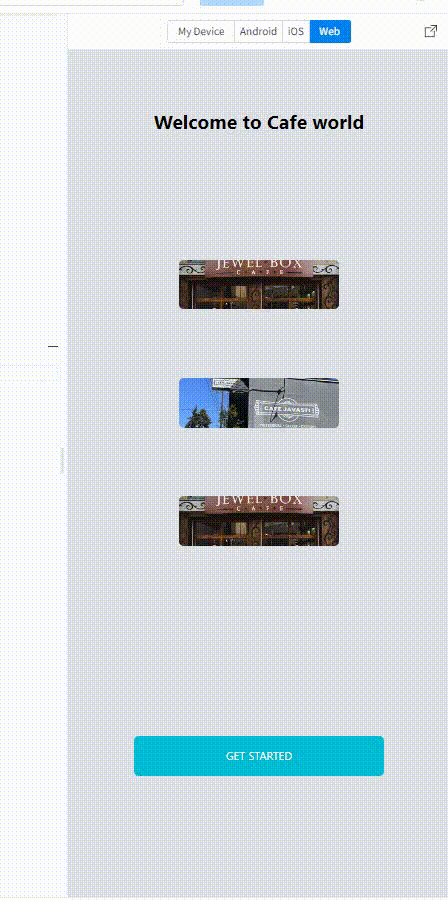 My Device Android iOS Web
Welcome to Cafe world
JEWEL BOX
CAFE
CAFE JAVASTI
JEWEL BOX
CAFE
GET STARTED